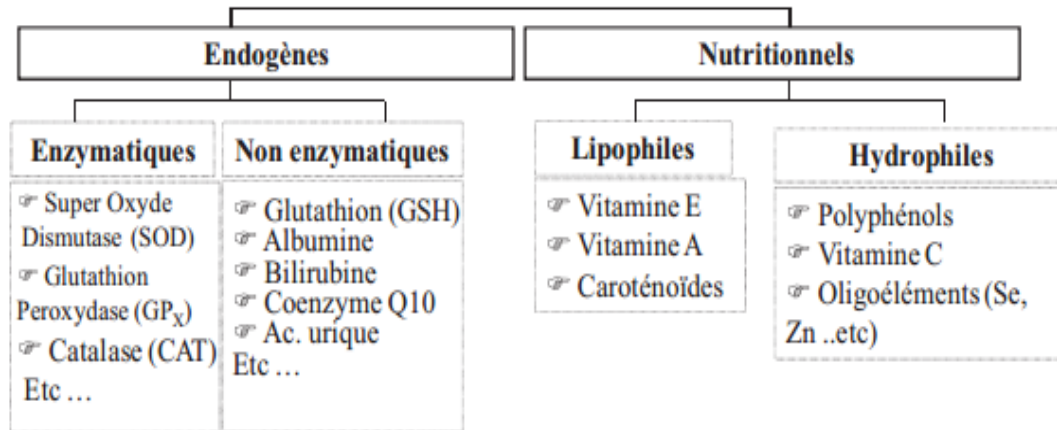 Endogènes
Nutritionnels
Enzymatiques
☞ Super Oxyde
Dismutase (SOD)
☞ Glutathion
Peroxydase (GPX)
☞ Catalase (CAT)
Etc ...
Non enzymatiques
☞ Glutathion (GSH)
☞ Albumine
☞ Bilirubine
☞ Coenzyme Q10
☞ Ac. urique
Etc ...
Lipophiles
☞ Vitamine E
☞ Vitamine A
☞ Caroténoïdes
Hydrophiles
☞ Polyphénols
☞ Vitamine C
☞ Oligoéléments (Se,
Zn ..etc)